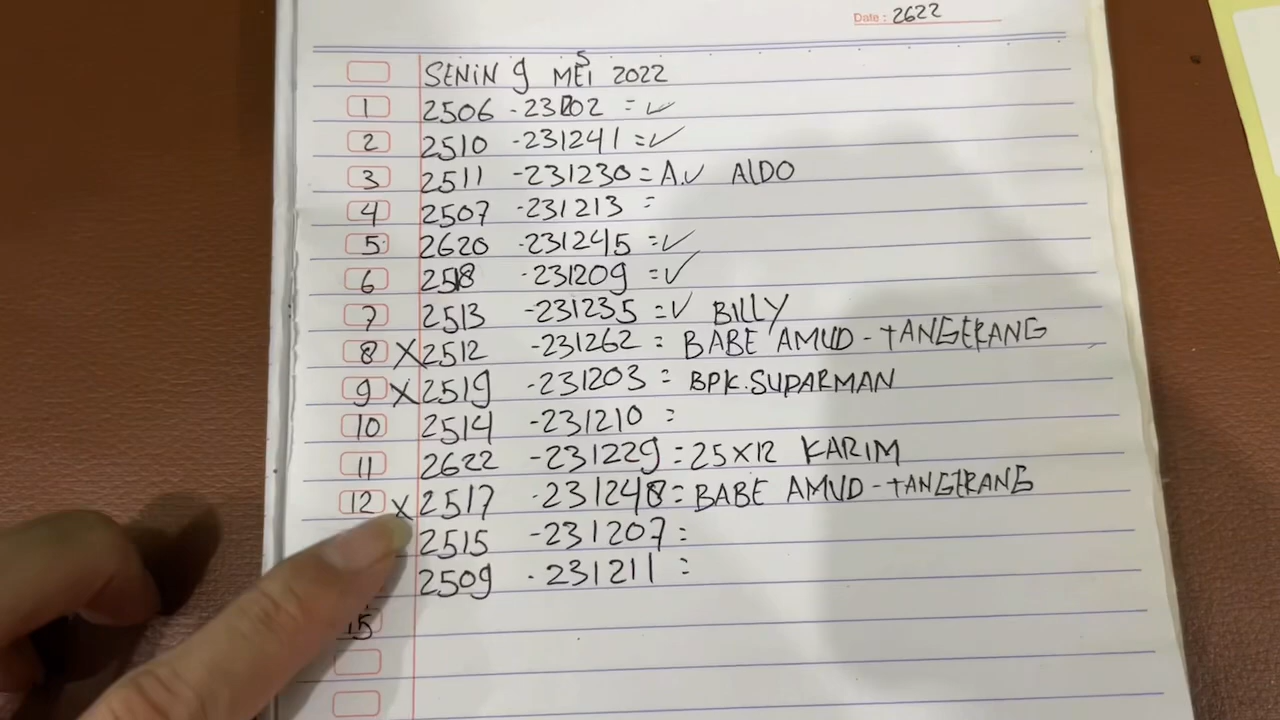 Date : 2622
5
SENIN 9 MEI 2022
1 2506 - = ✓
2 2510 -231241 = ✓
3 2511 -231230 = A.✓ ALDO
4 2507 -231213 =
5 2620 -231245 = ✓
6 2518 -231209 = ✓
7 2513 -231235 = ✓ BILLY
8 X 2512 -231262 = BABE AMUD - TANGERANG
9 X 2519 -231203 = BPK. SUPARMAN
10 2514 -231210 =
11 2622 -231229 = 25X12 KARIM
12 X 2517 -231248 = BABE AMUD - TANGERANG
2515 -231207 =
2509 -231211 =
15